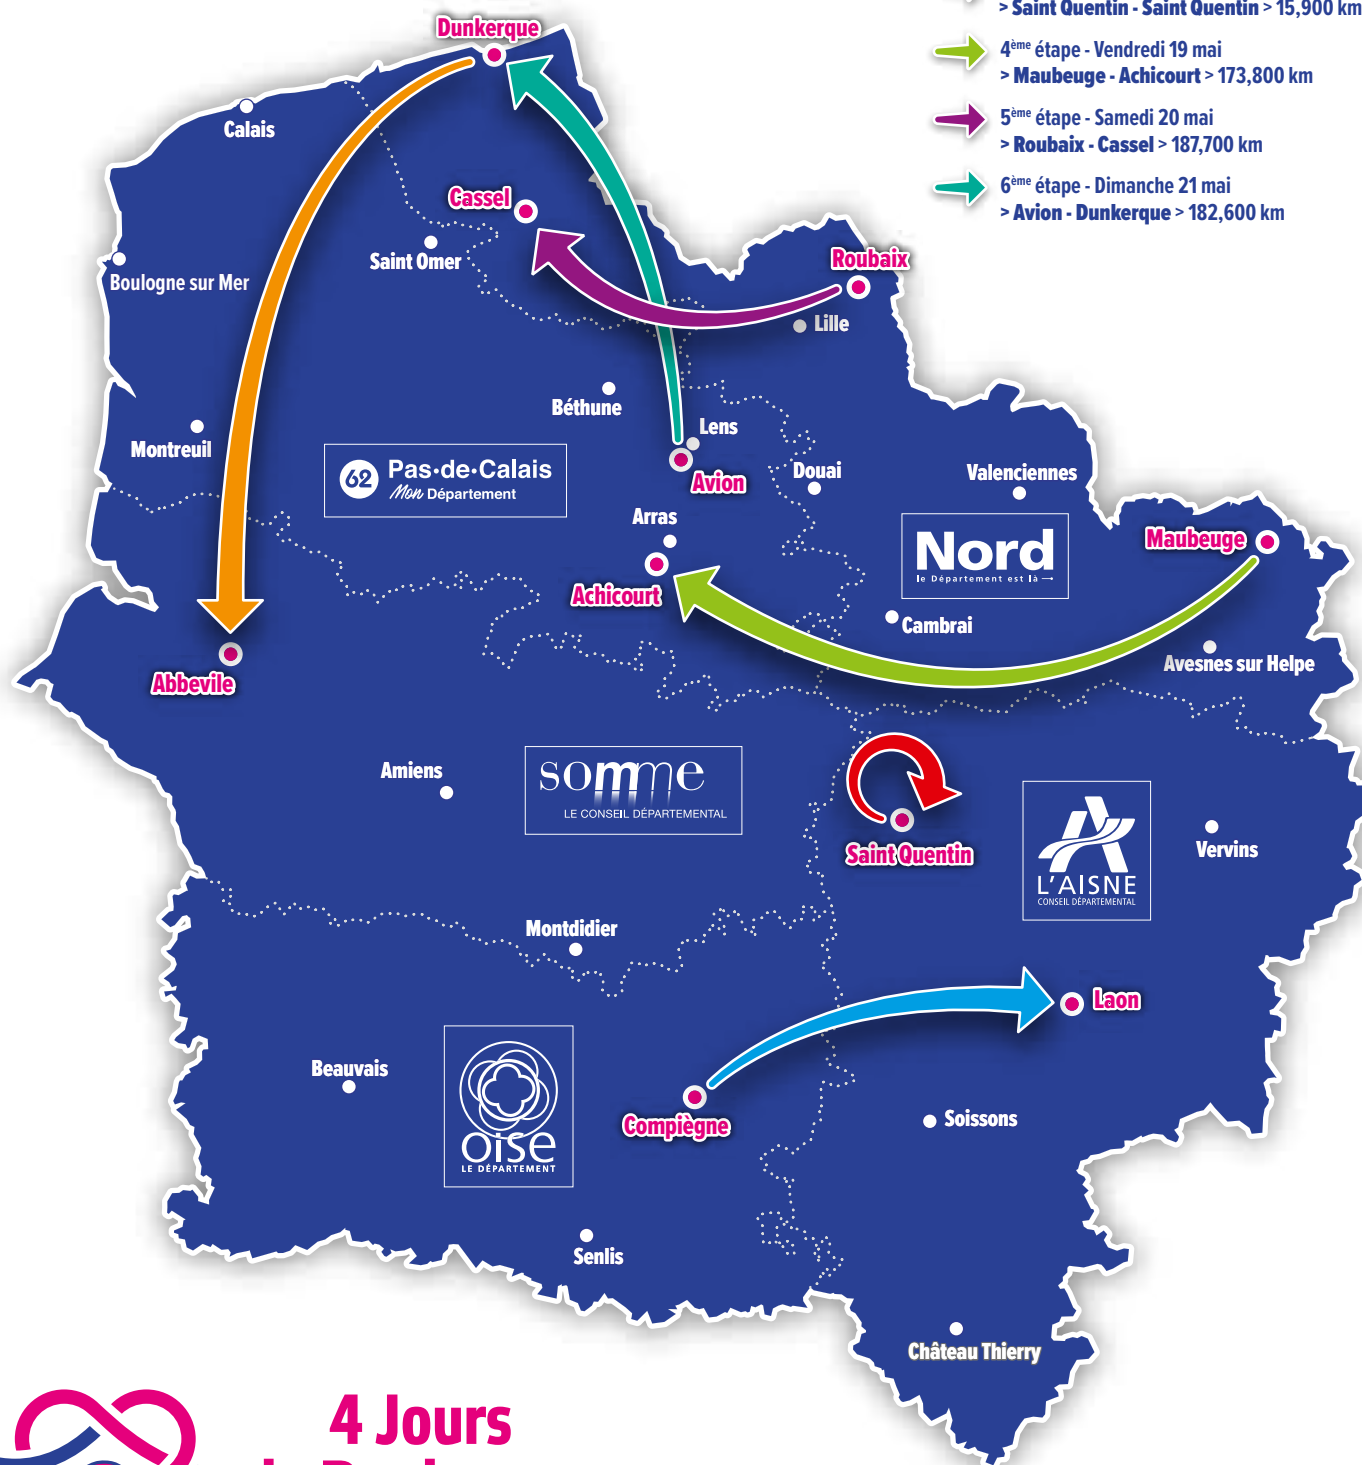 > Saint Quentin - Saint Quentin > 15,900 km
4ème étape - Vendredi 19 mai
> Maubeuge - Achicourt > 173,800 km
5ème étape - Samedi 20 mai
> Roubaix - Cassel > 187,700 km
6ème étape - Dimanche 21 mai
> Avion - Dunkerque > 182,600 km
Dunkerque
Calais
Cassel
Saint Omer
Roubaix
Boulogne sur Mer
Lille
Béthune
Lens
Montreuil
62 Pas-de-Calais
Mon Département
Avion
Douai
Valenciennes
Arras
Nord
le Département est là →
Maubeuge
Achicourt
Cambrai
Avesnes sur Helpe
Abbevile
Amiens
somme
LE CONSEIL DÉPARTEMENTAL
Saint Quentin
Vervins
L'AISNE
CONSEIL DÉPARTEMENTAL
Montdidier
Laon
Beauvais
Compiègne
Soissons
oise
LE DÉPARTEMENT
Senlis
Château Thierry
4 Jours